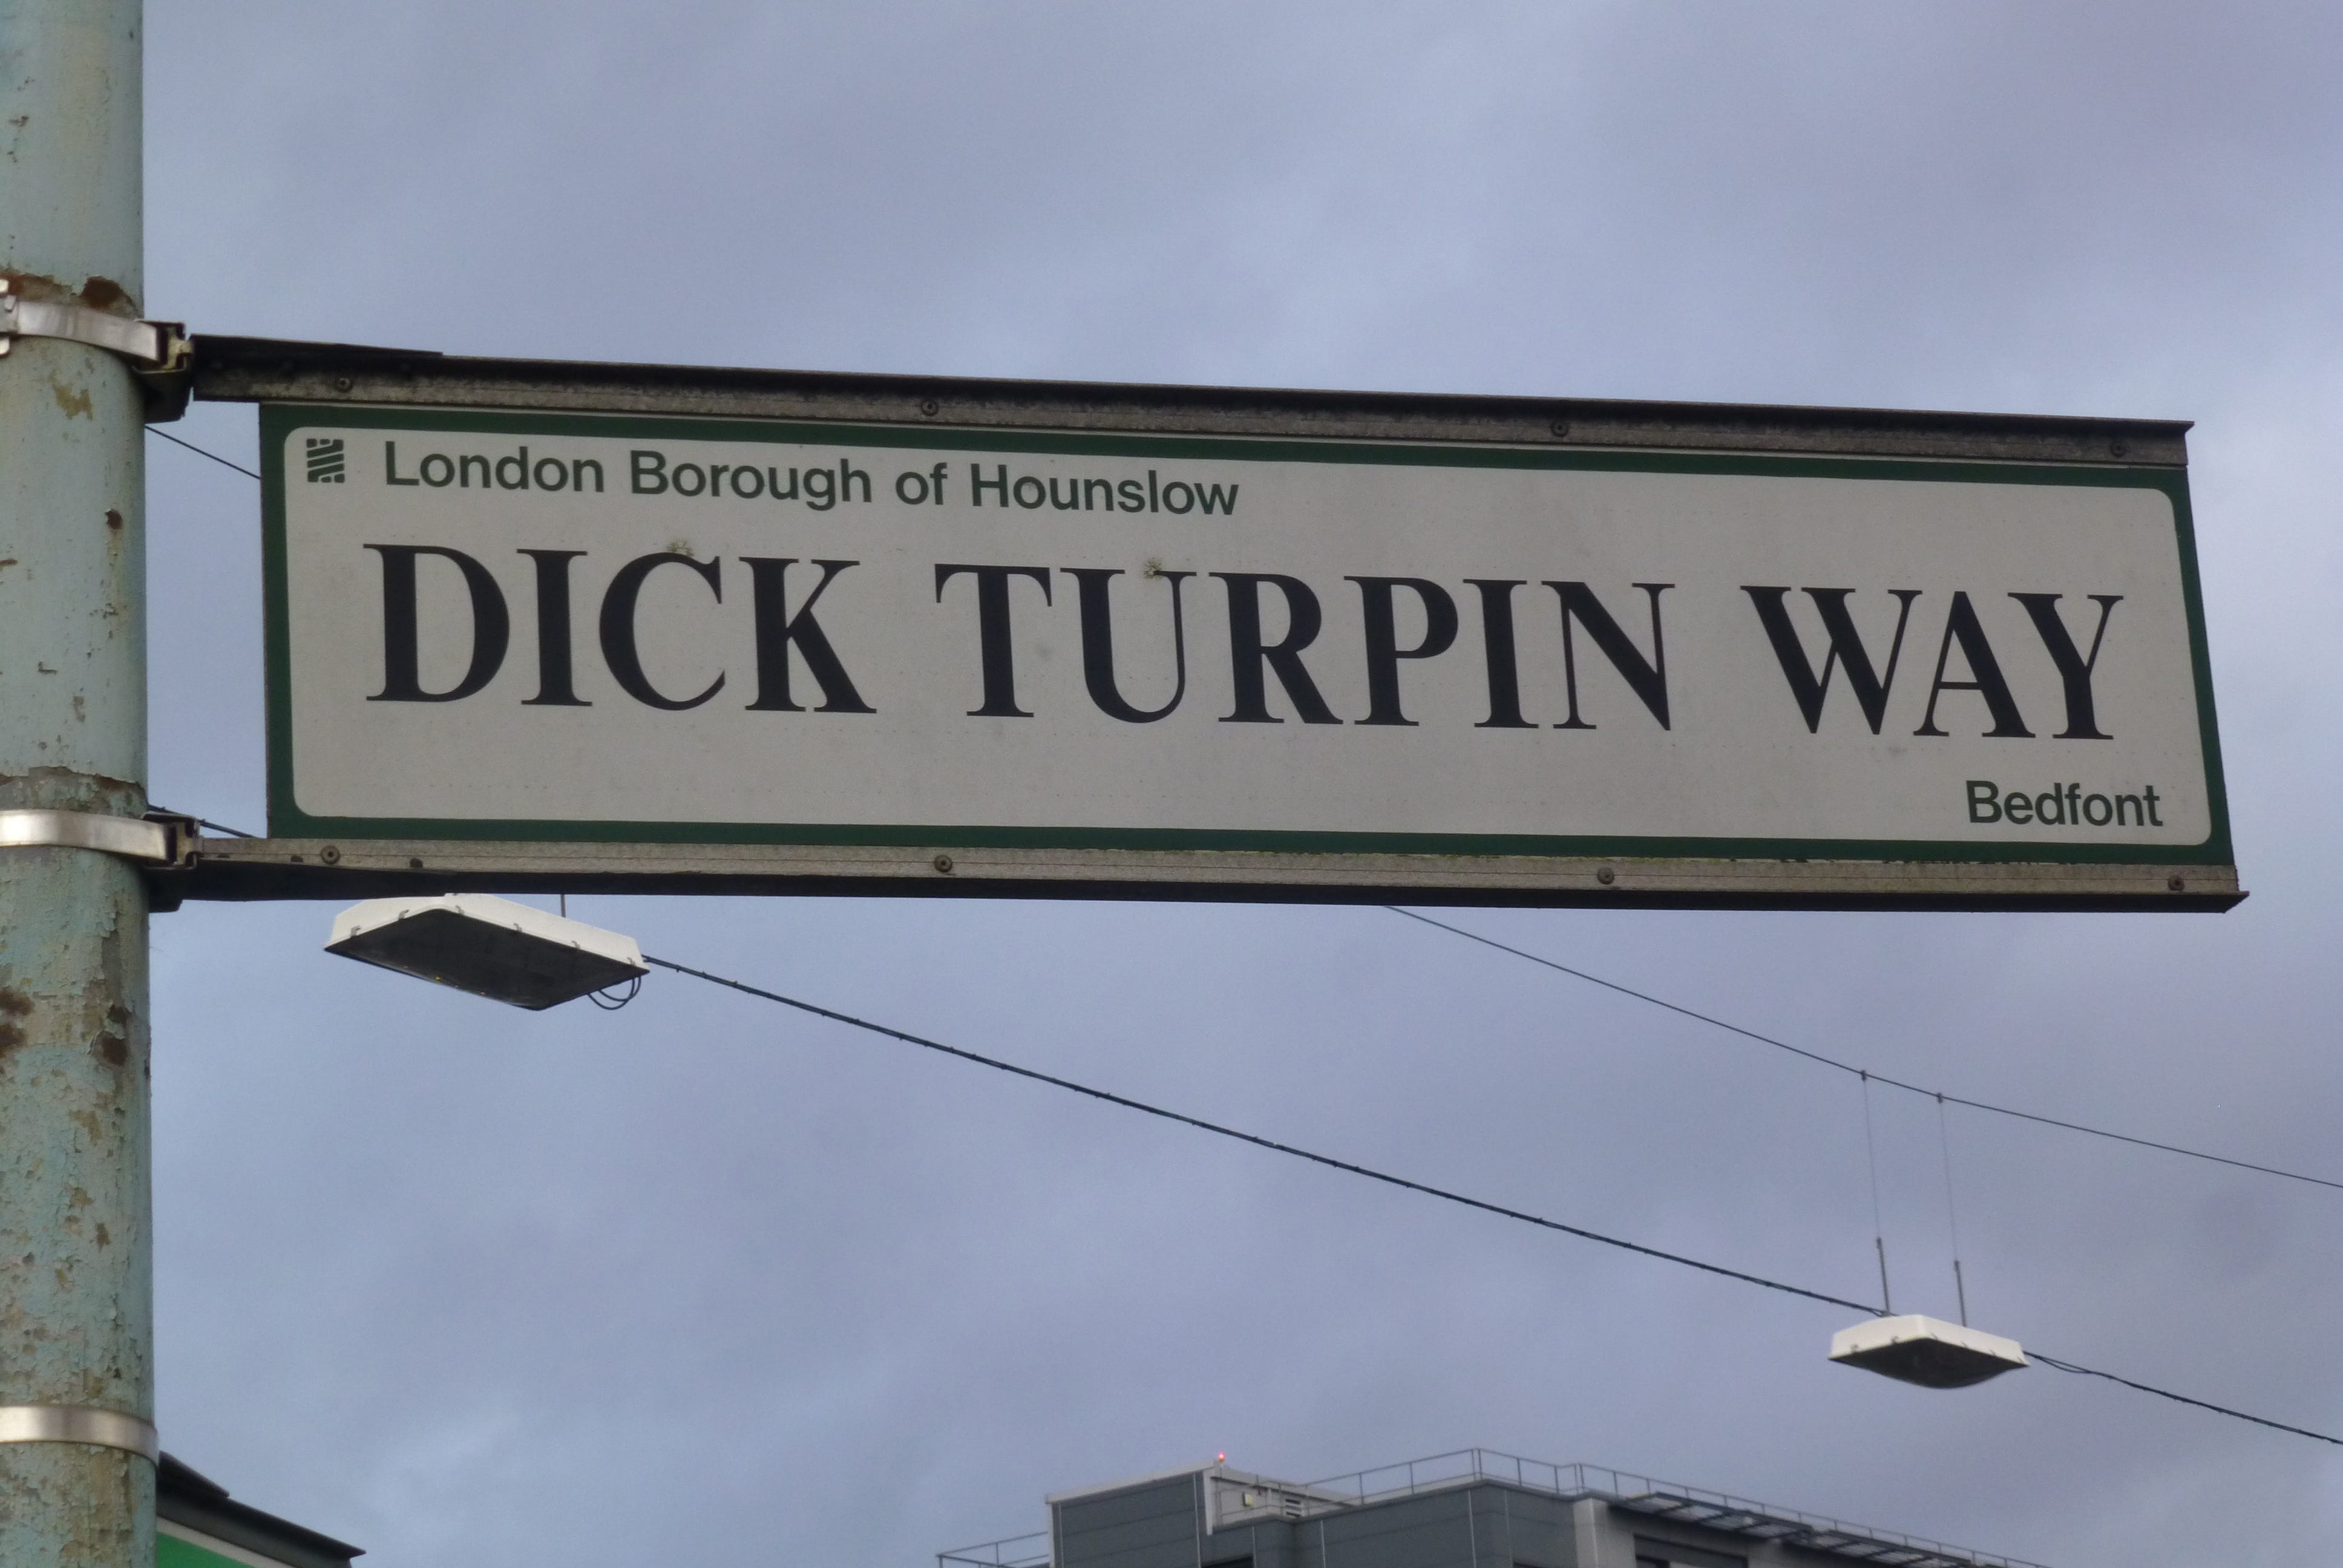 London Borough of Hounslow
DICK TURPIN WAY
Bedfont